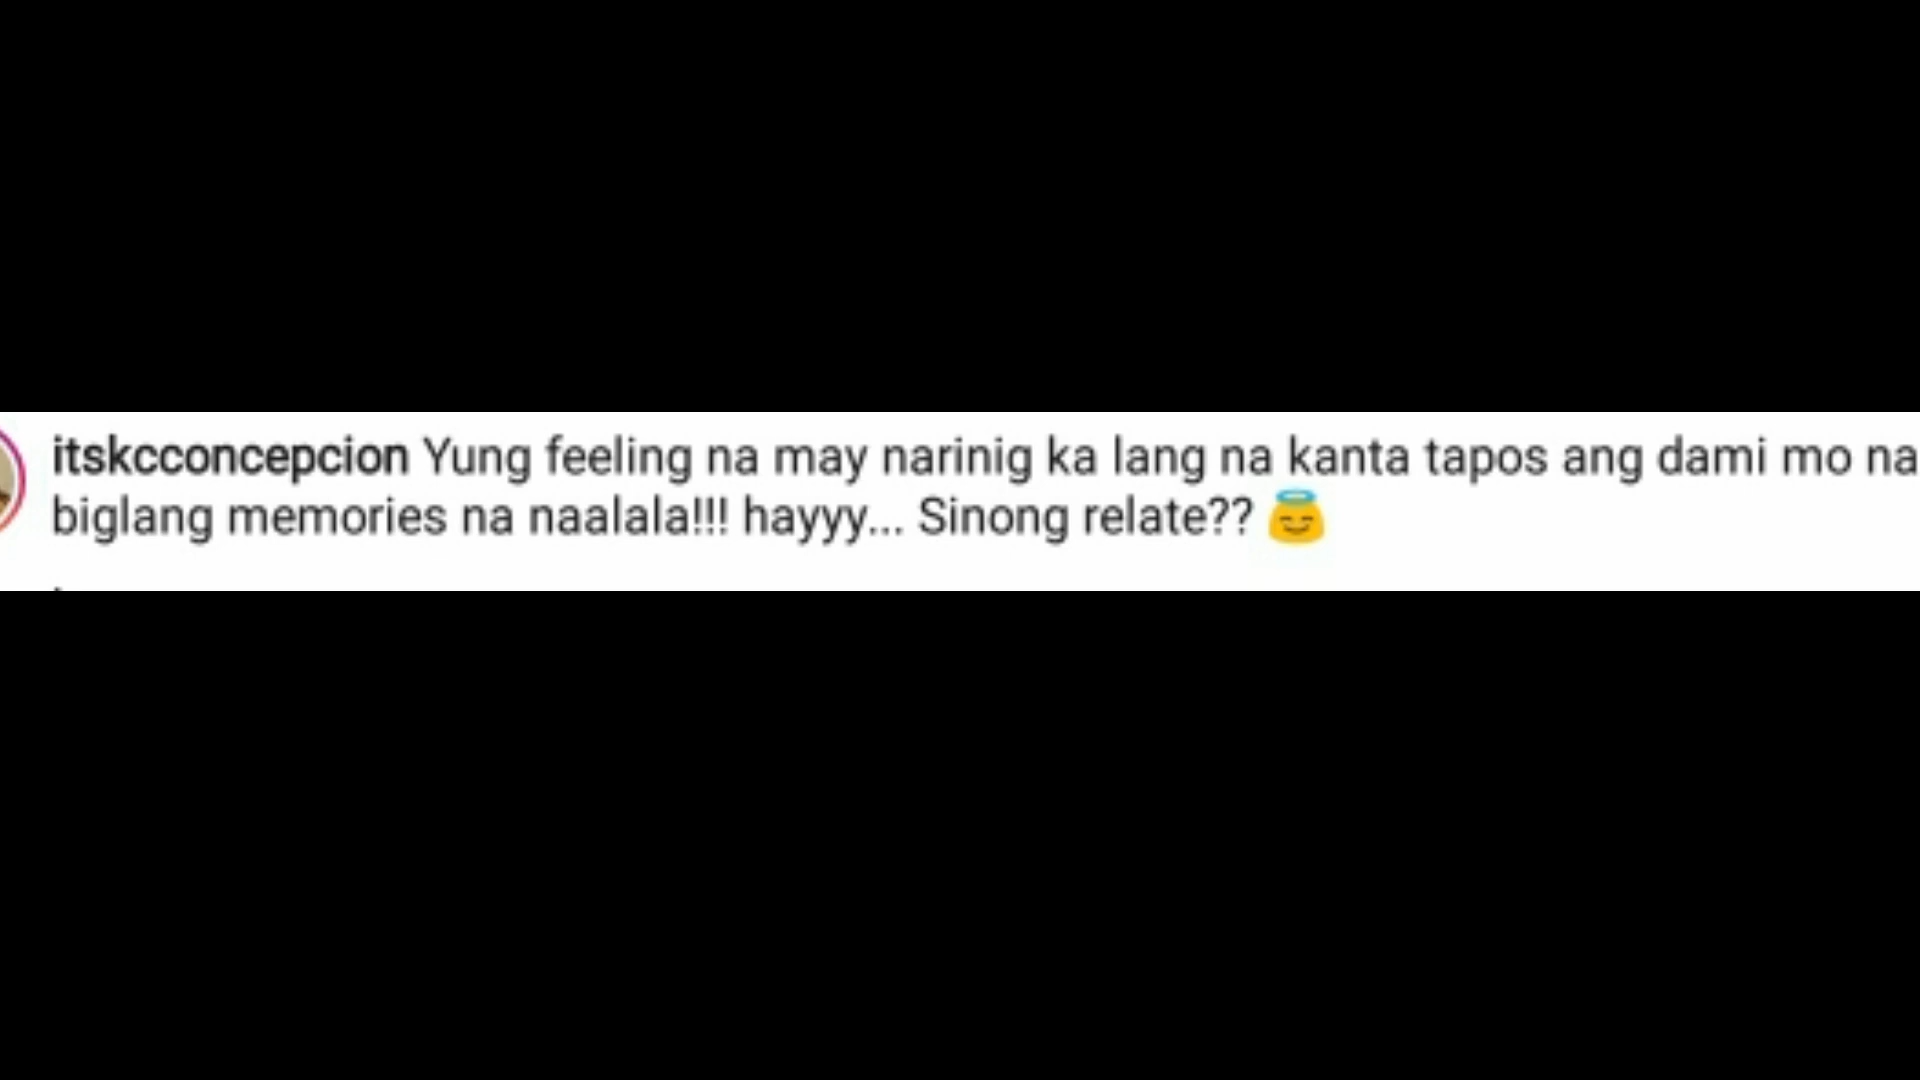 itskcconcepcion Yung feeling na may narinig ka lang na kanta tapos ang dami mo na
biglang memories na naalala!!! hayyy... Sinong relate?? 😇